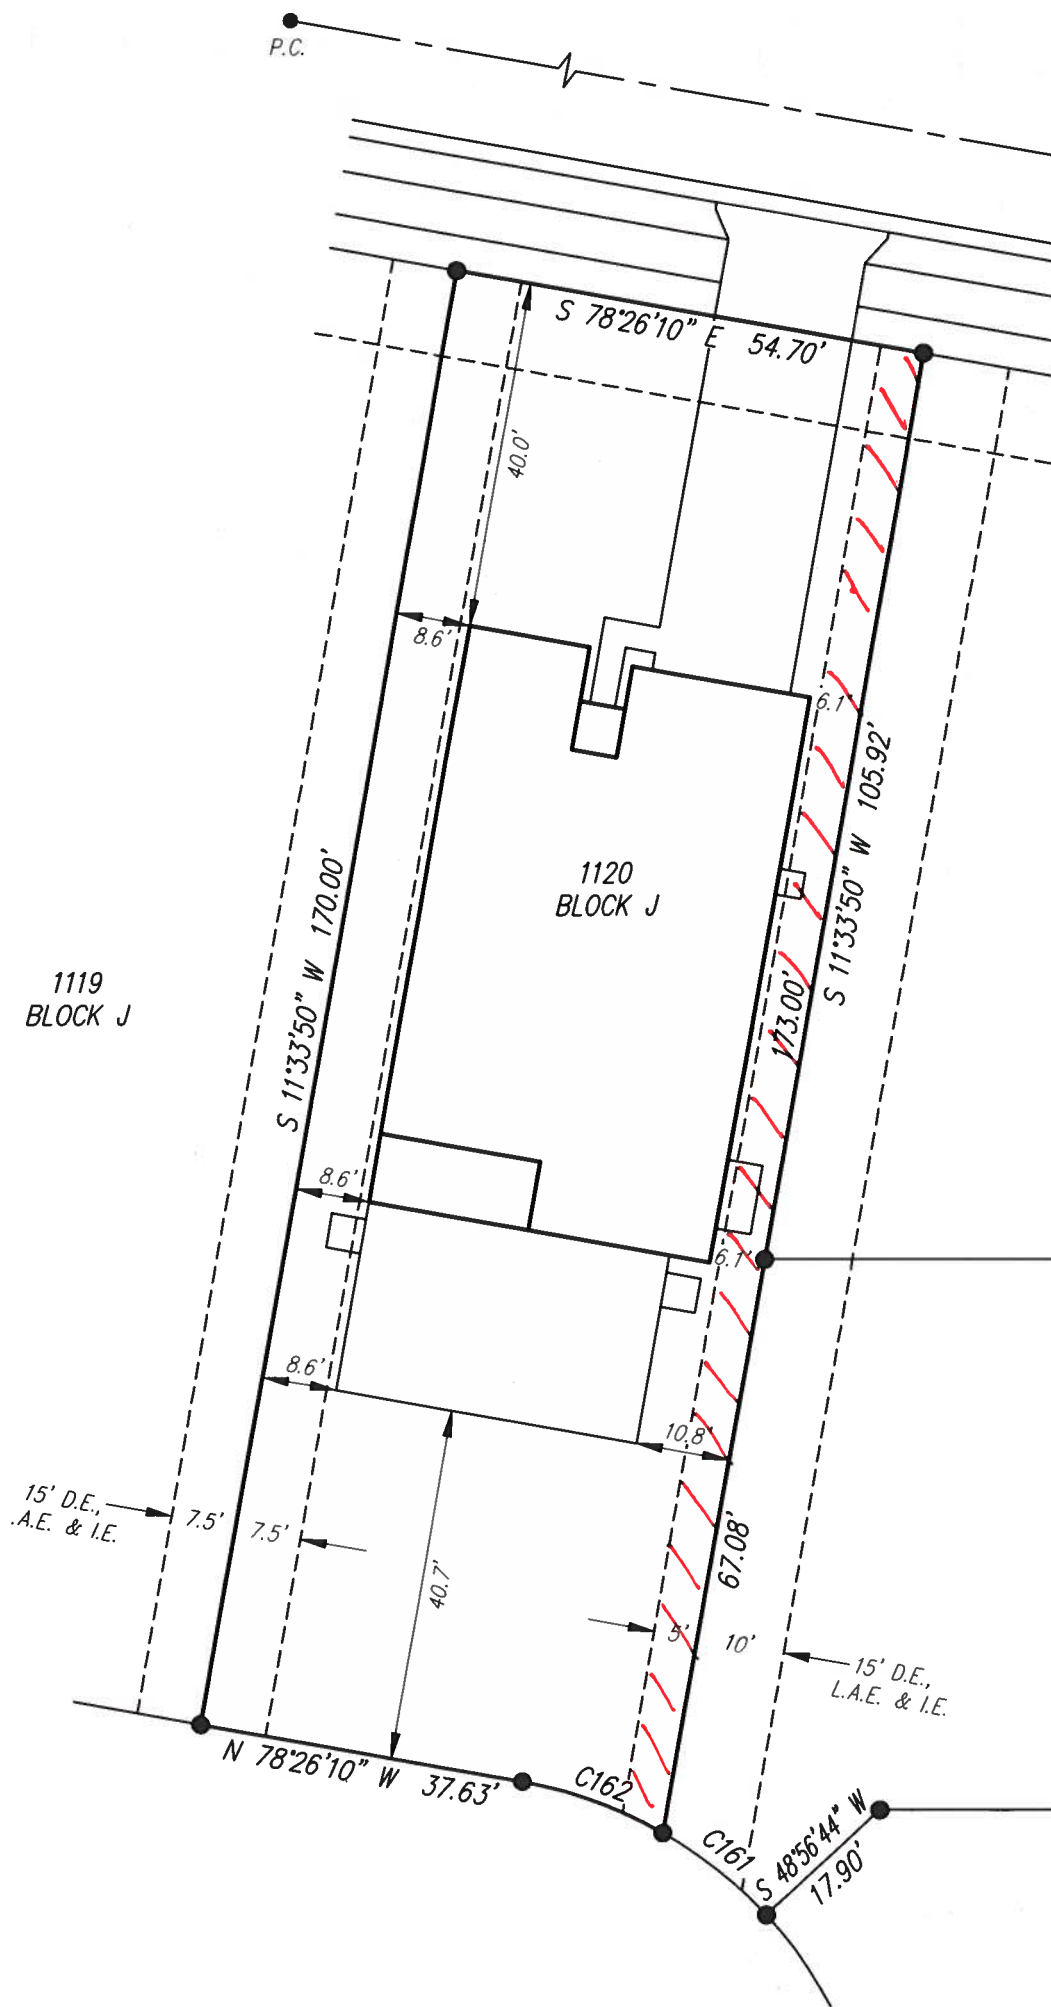 P.C.
S 78°26'10" E 54.70'
40.0'
8.6'
6.1'
S 11°33'50" W 105.92'
1120
BLOCK J
S 11°33'50" W 170.00'
1119
BLOCK J
173.00'
8.6'
6.1'
8.6'
10.8'
15' D.E.,
.A.E. & I.E.
7.5'
7.5'
40.7'
67.08'
5'
10'
15' D.E.,
L.A.E. & I.E.
N 78°26'10" W 37.63'
C162
C161
S 48°56'44" W
17.90'